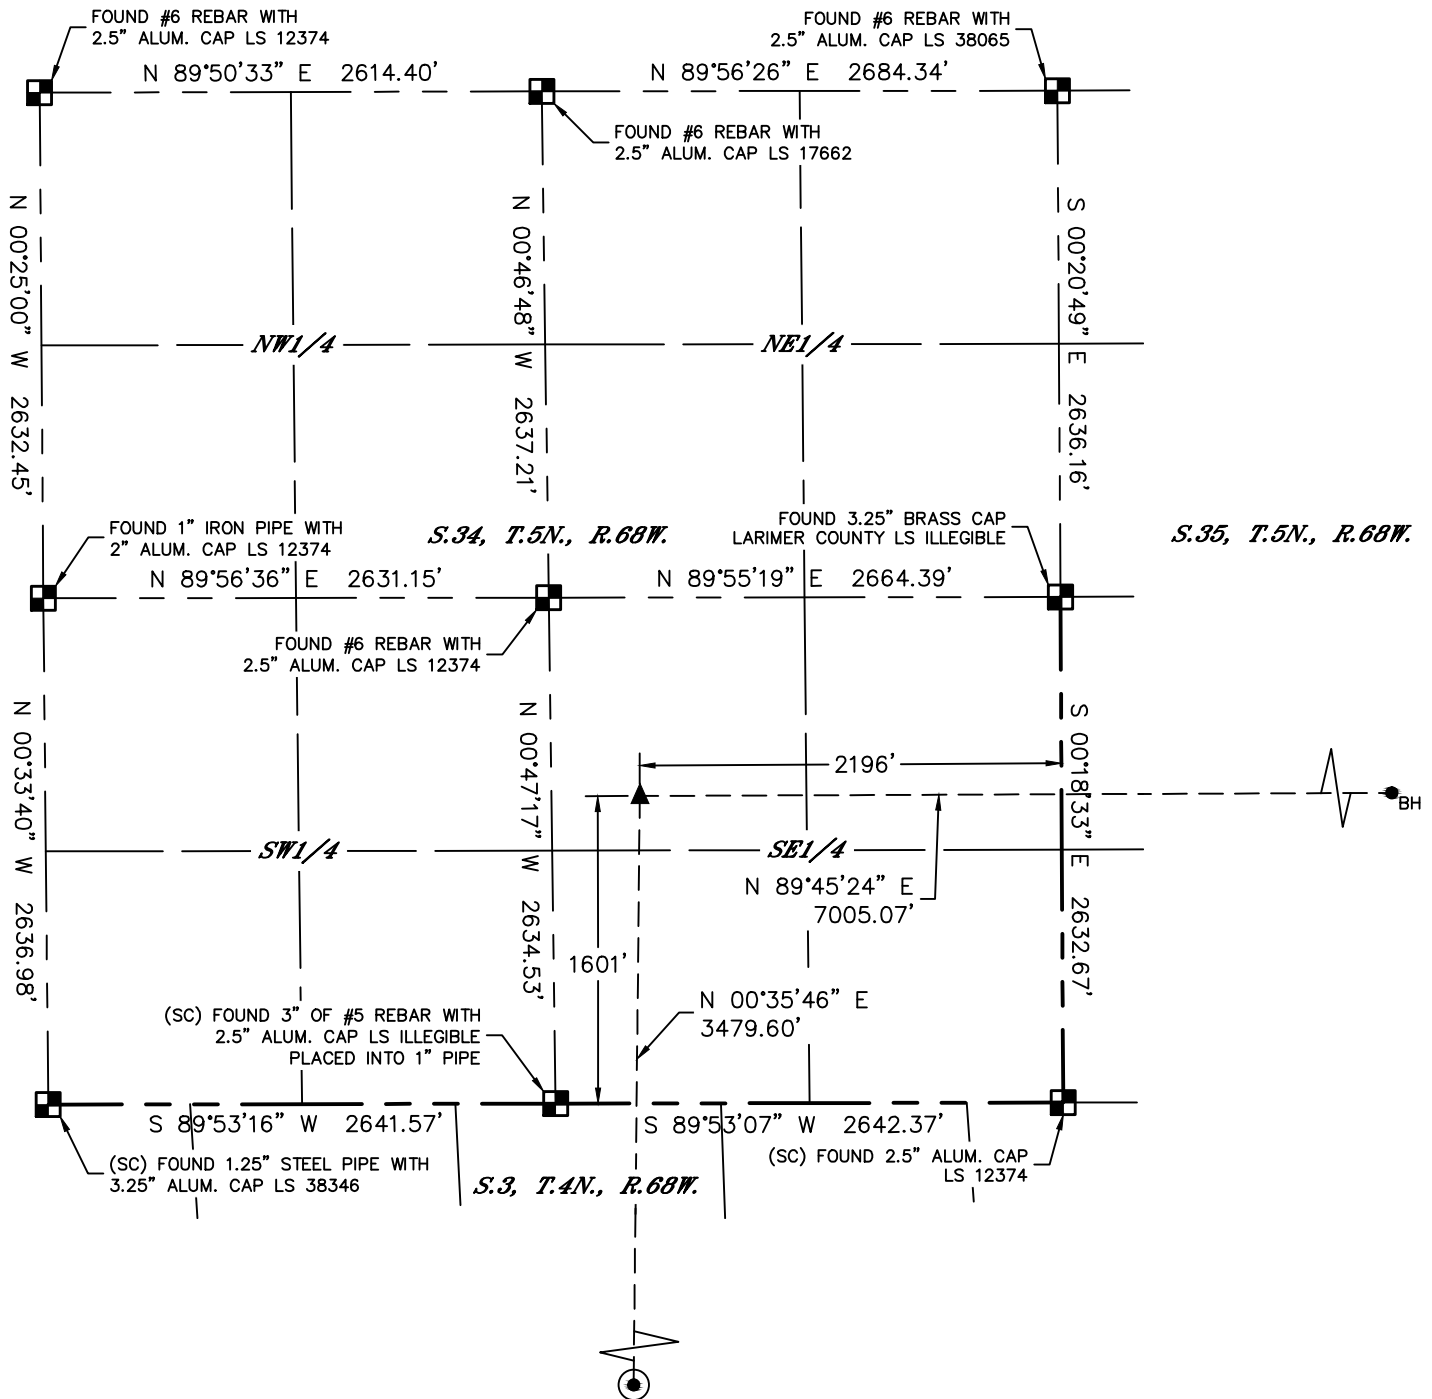 FOUND #6 REBAR WITH
2.5” ALUM. CAP LS 12374
FOUND #6 REBAR WITH
2.5” ALUM. CAP LS 38065
N 89°50'33” E 2614.40'
N 89°56'26” E 2684.34'
FOUND #6 REBAR WITH
2.5” ALUM. CAP LS 17662
N 00°25'00” W 2632.45'
N 00°46'48” W 2637.21'
S 00°20'49” E 2636.16'
NW1/4
NE1/4
FOUND 1” IRON PIPE WITH
2” ALUM. CAP LS 12374
S.34, T.5N., R.68W.
FOUND 3.25” BRASS CAP
LARIMER COUNTY LS ILLEGIBLE
S.35, T.5N., R.68W.
N 89°56'36” E 2631.15'
N 89°55'19” E 2664.39'
FOUND #6 REBAR WITH
2.5” ALUM. CAP LS 12374
N 00°33'40” W 2636.98'
N 00°47'17” W 2634.53'
S 00°18'33” E 2632.67'
2196'
BH
SW1/4
SE1/4
N 89°45'24” E
7005.07'
1601'
N 00°35'46” E
3479.60'
(SC) FOUND 3” OF #5 REBAR WITH
2.5” ALUM. CAP LS ILLEGIBLE
PLACED INTO 1” PIPE
S 89°53'16” W 2641.57'
S 89°53'07” W 2642.37'
(SC) FOUND 1.25” STEEL PIPE WITH
3.25” ALUM. CAP LS 38346
(SC) FOUND 2.5” ALUM. CAP
LS 12374
S.3, T.4N., R.68W.